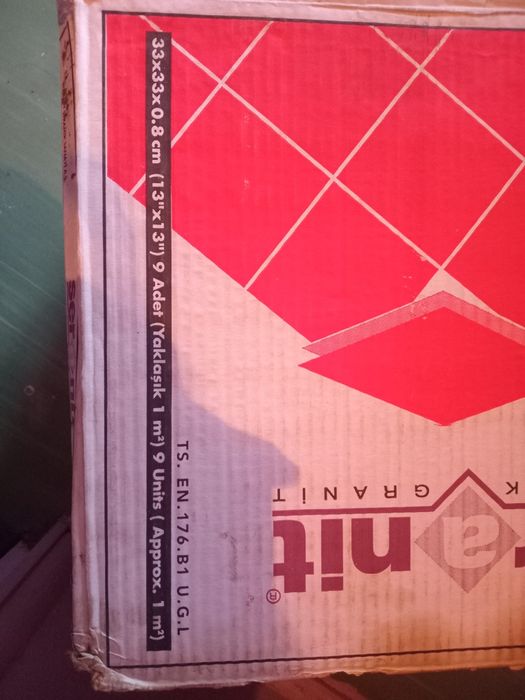 33x33x0.8 cm (13"x13") 9 Adet (Yaklaşık 1 m²) 9 Units ( Approx. 1 m²)
TS. EN.176.B1 U.G.L
K GRANİT
anit®